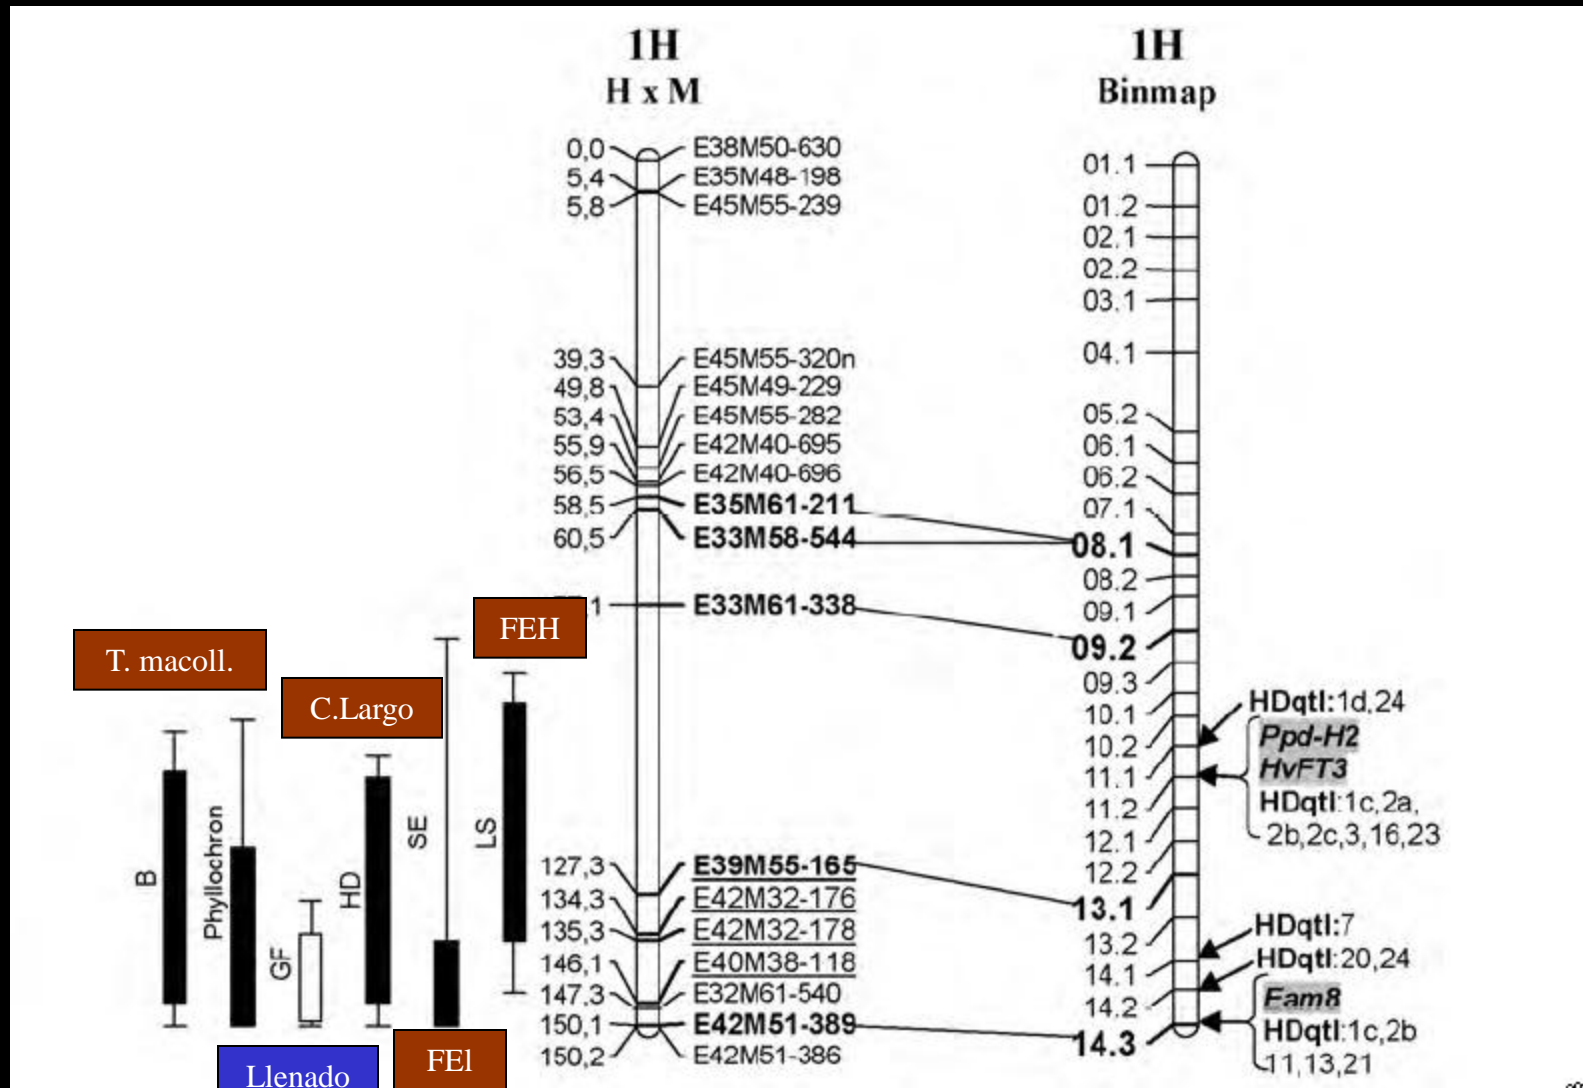 1H
H x M
1H
Binmap
0,0
5,4
5,8
39,3
49,8
53,4
55,9
56,5
58,5
60,5
1
127,3
134,3
135,3
146,1
147,3
150,1
150,2
E38M50-630
E35M48-198
E45M55-239
E45M55-320n
E45M49-229
E45M55-282
E42M40-695
E42M40-696
E35M61-211
E33M58-544
E33M61-338
E39M55-165
E42M32-176
E42M32-178
E40M38-118
E32M61-540
E42M51-389
E42M51-386
01.1
01.2
02.1
02.2
03.1
04.1
05.2
06.1
06.2
07.1
08.1
08.2
09.1
09.2
09.3
10.1
10.2
11.1
11.2
12.1
12.2
13.1
13.2
14.1
14.2
14.3
HDqtl:1d,24
Ppd-H2
HvFT3
HDqtl:1c,2a,
2b,2c,3,16,23
HDqtl:7
HDqtl:20,24
Eam8
HDqtl:1c,2b
11,13,21
T. macoll.
C.Largo
FEH
B
Phyllochron
GF
HD
SE
LS
Llenado
FEl